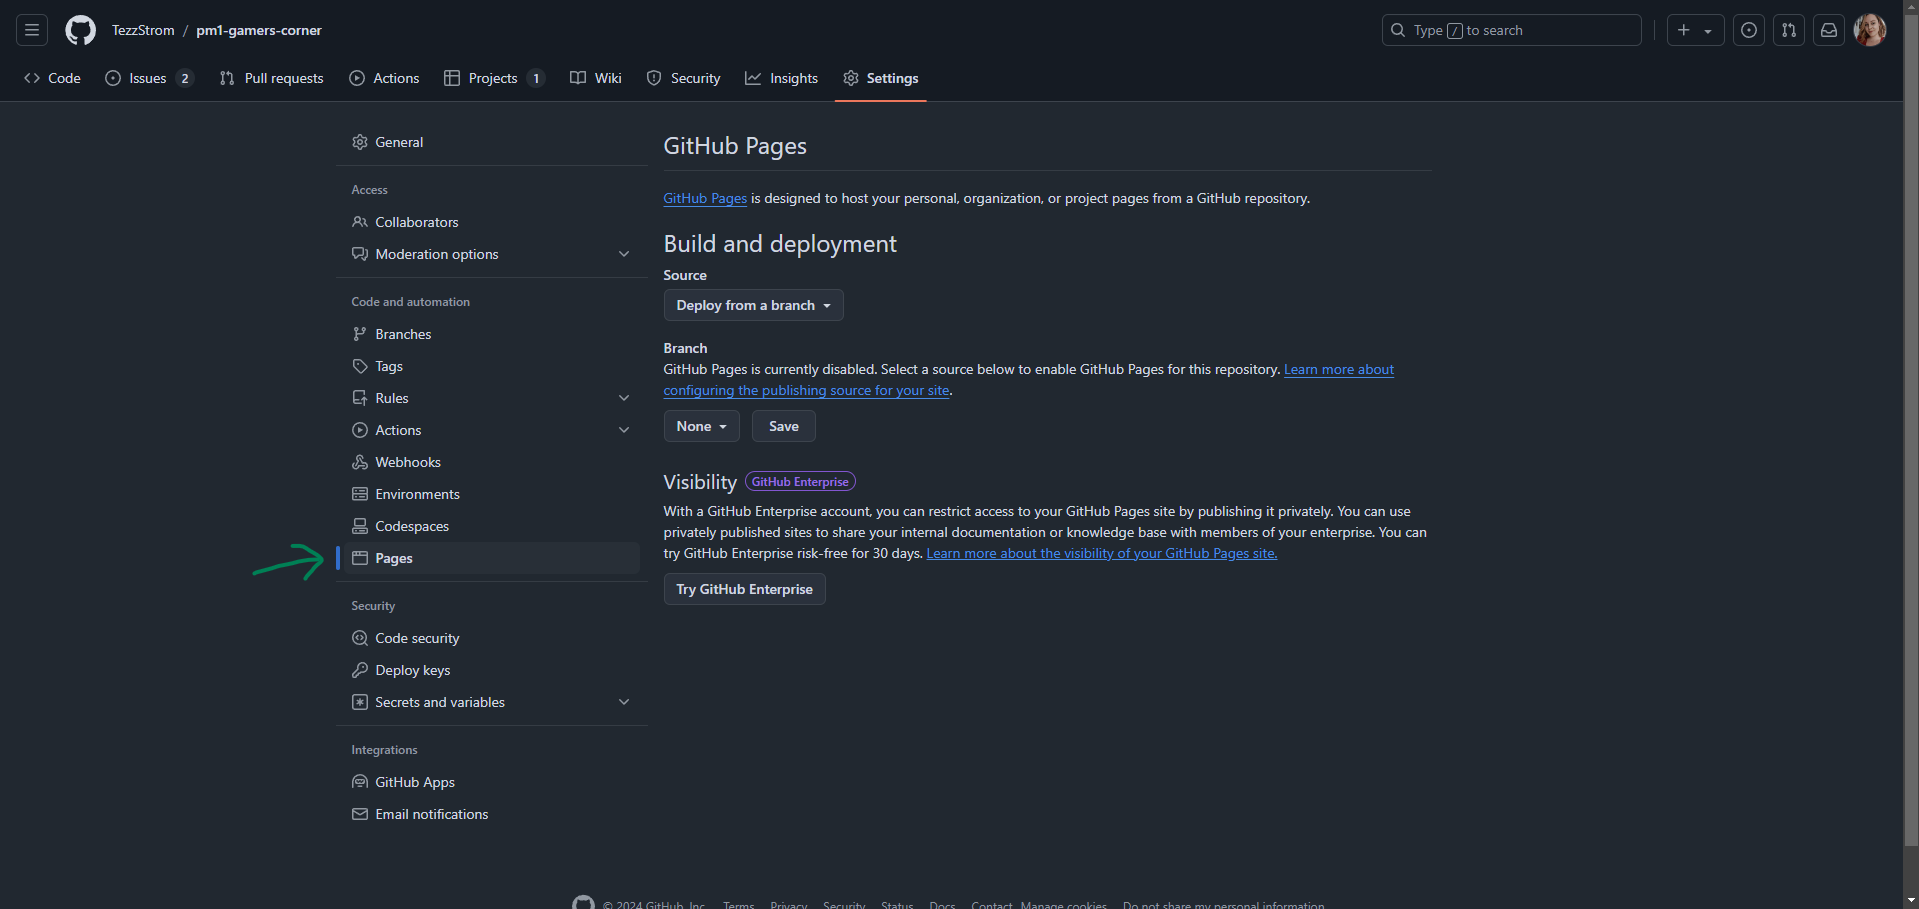 TezzStrom / pm1-gamers-corner
Type / to search
Code
Issues 2
Pull requests
Actions
Projects 1
Wiki
Security
Insights
Settings
General
Access
Collaborators
Moderation options
Code and automation
Branches
Tags
Rules
Actions
Webhooks
Environments
Codespaces
Pages
Security
Code security
Deploy keys
Secrets and variables
Integrations
GitHub Apps
Email notifications
GitHub Pages
GitHub Pages is designed to host your personal, organization, or project pages from a GitHub repository.
Build and deployment
Source
Deploy from a branch
Branch
GitHub Pages is currently disabled. Select a source below to enable GitHub Pages for this repository. Learn more about
configuring the publishing source for your site.
None
Save
Visibility GitHub Enterprise
With a GitHub Enterprise account, you can restrict access to your GitHub Pages site by publishing it privately. You can use
privately published sites to share your internal documentation or knowledge base with members of your enterprise. You can
try GitHub Enterprise risk-free for 30 days. Learn more about the visibility of your GitHub Pages site.
Try GitHub Enterprise
© 2024 GitHub, Inc. Terms Privacy Security Status Docs Contact Manage cookies Do not share my personal information